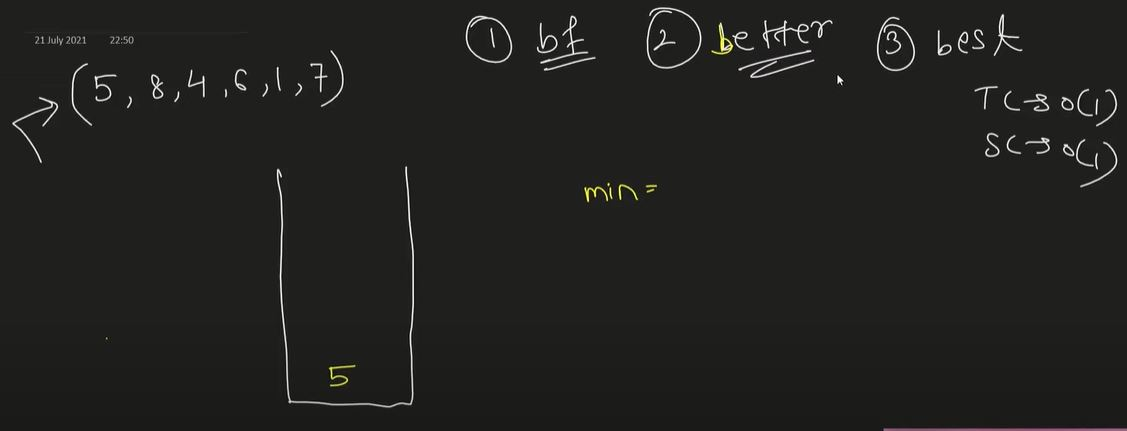 21 July 2021 22:50
① bf ② better ③ best
(5, 8, 4, 6, 1, 7)
TC → O(1)
SC → O(1)
min =
5